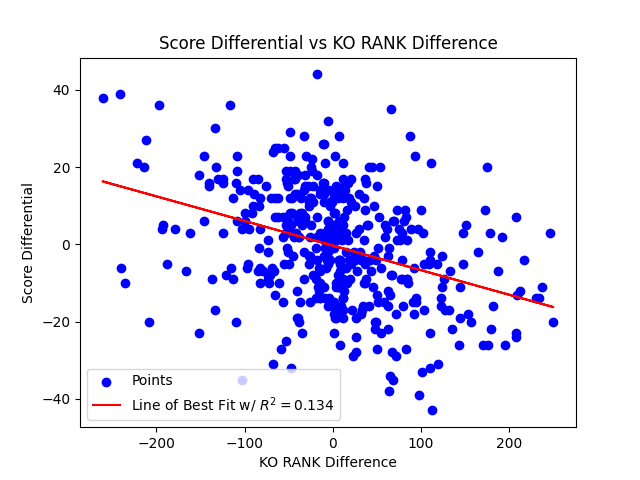 Score Differential vs KO RANK Difference
Score Differential
40
20
0
−20
−40
Points
Line of Best Fit w/ R² = 0.134
−200
−100
0
100
200
KO RANK Difference